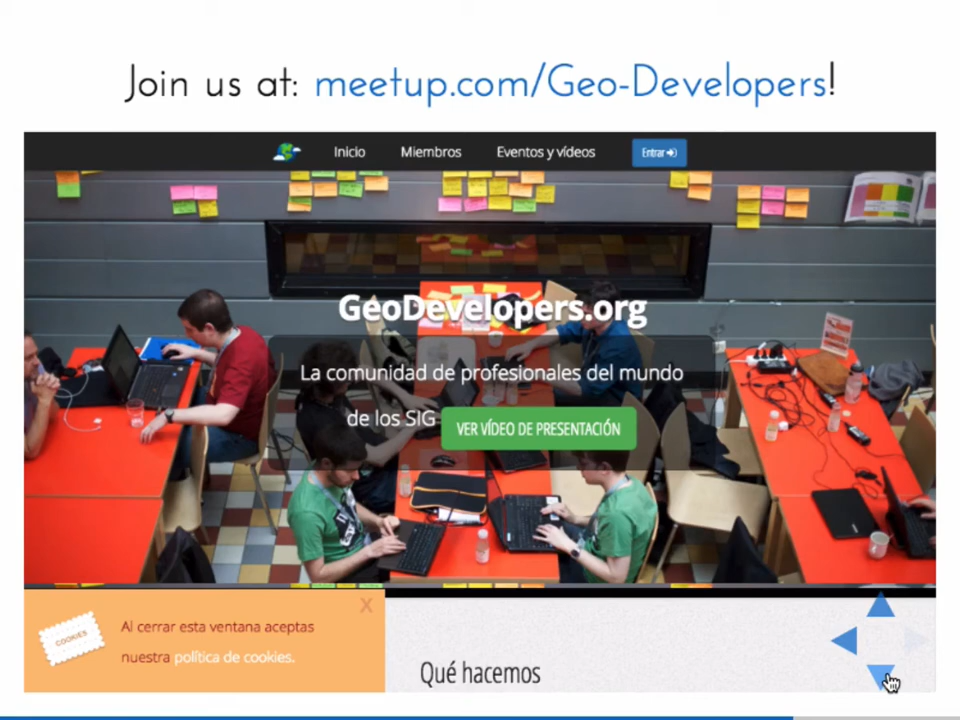 Join us at: meetup.com/Geo-Developers!
Inicio Miembros Eventos y vídeos Entrar
GeoDevelopers.org
La comunidad de profesionales del mundo
de los SIG VER VÍDEO DE PRESENTACIÓN
X
COOKIES
Al cerrar esta ventana aceptas
nuestra política de cookies.
Qué hacemos